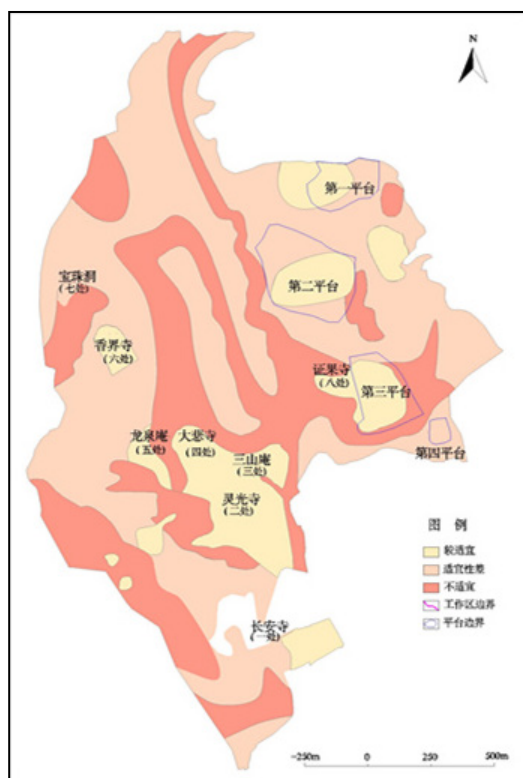 N
第一平台
第二平台
宝珠洞
(七处)
香界寺
(六处)
证果寺
(八处)
第三平台
龙泉庵
(五处)
大悲寺
(四处)
三山庵
(三处)
第四平台
灵光寺
(二处)
长安寺
(一处)
图 例
较适宜
适宜性差
不适宜
工作区边界
平台边界
-250m 0 250 500m